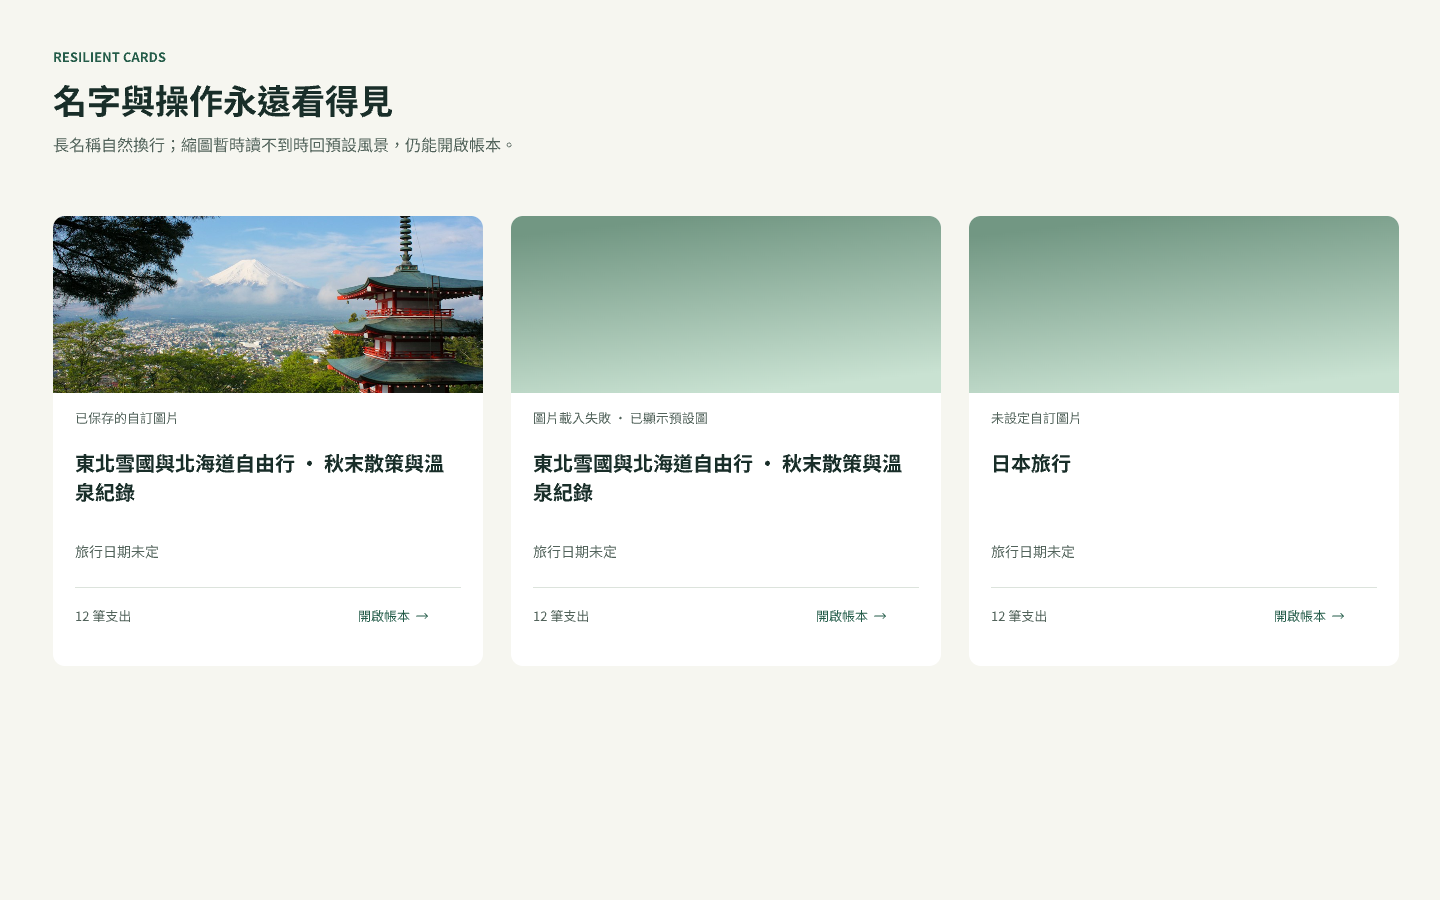 RESILIENT CARDS
名字與操作永遠看得見
長名稱自然換行；縮圖暫時讀不到時回預設風景，仍能開啟帳本。
已保存的自訂圖片
東北雪國與北海道自由行 · 秋末散策與溫
泉紀錄
旅行日期未定
12 筆支出
開啟帳本 →
圖片載入失敗 · 已顯示預設圖
東北雪國與北海道自由行 · 秋末散策與溫
泉紀錄
旅行日期未定
12 筆支出
開啟帳本 →
未設定自訂圖片
日本旅行
旅行日期未定
12 筆支出
開啟帳本 →